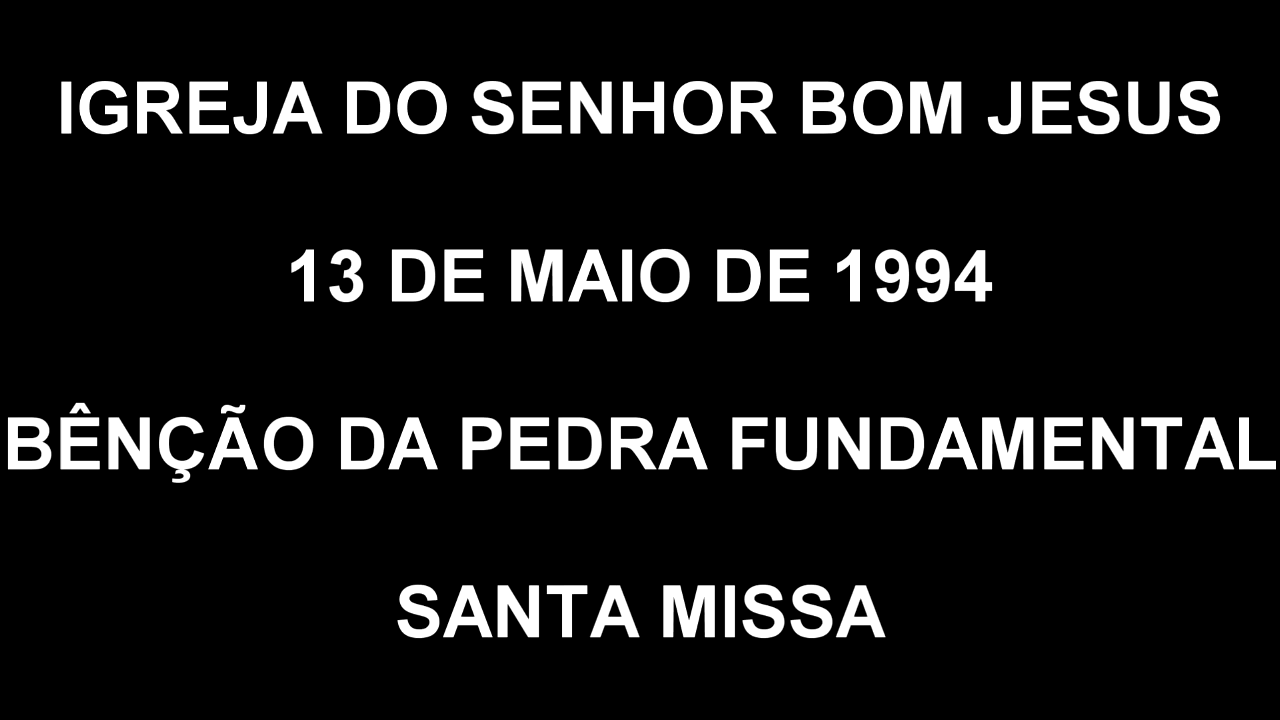 IGREJA DO SENHOR BOM JESUS
13 DE MAIO DE 1994
BÊNÇÃO DA PEDRA FUNDAMENTAL
SANTA MISSA